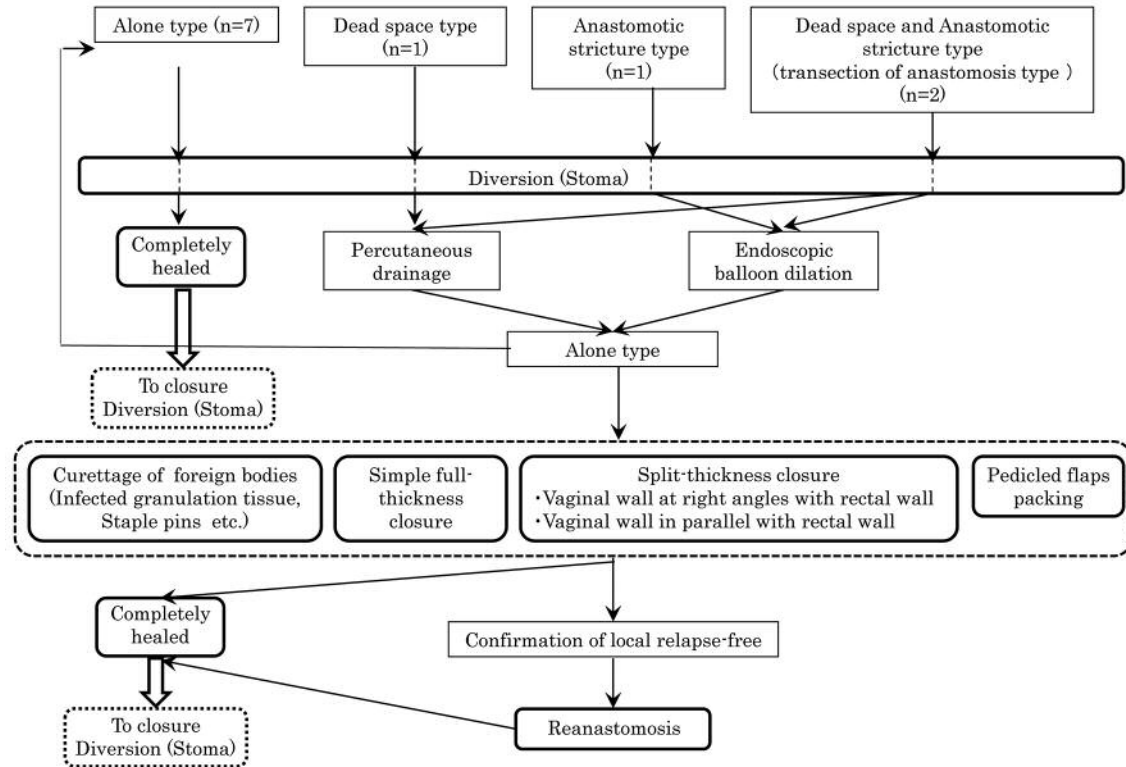 Alone type (n=7)
Dead space type
(n=1)
Anastomotic
stricture type
(n=1)
Dead space and Anastomotic
stricture type
(transection of anastomosis type )
(n=2)
Diversion (Stoma)
Completely
healed
Percutaneous
drainage
Endoscopic
balloon dilation
Alone type
To closure
Diversion (Stoma)
Curettage of foreign bodies
(Infected granulation tissue,
Staple pins etc.)
Simple full-
thickness
closure
Split-thickness closure
・Vaginal wall at right angles with rectal wall
・Vaginal wall in parallel with rectal wall
Pedicled flaps
packing
Completely
healed
Confirmation of local relapse-free
To closure
Diversion (Stoma)
Reanastomosis